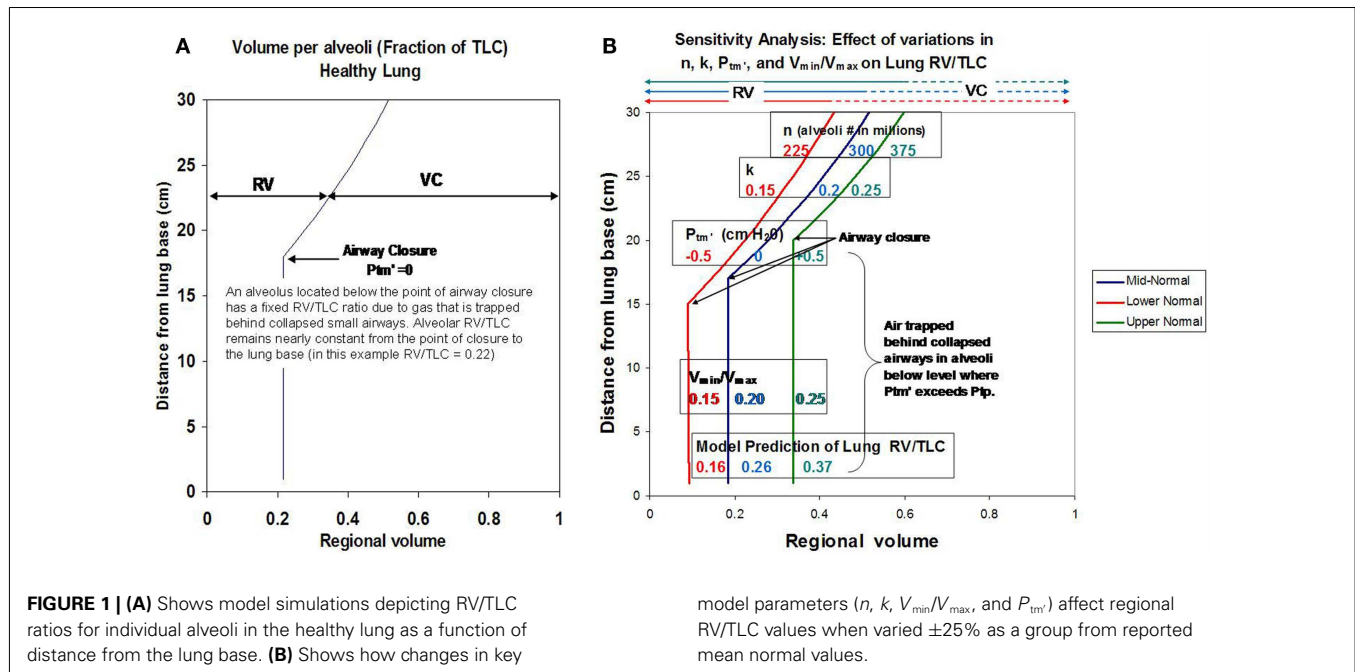 A
Volume per alveoli (Fraction of TLC)
Healthy Lung
Distance from lung base (cm)
30
25
20
15
10
5
0
RV
VC
Airway Closure
Ptm' =0
An alveolus located below the point of airway closure
has a fixed RV/TLC ratio due to gas that is trapped
behind collapsed small airways. Alveolar RV/TLC
remains nearly constant from the point of closure to
the lung base (in this example RV/TLC = 0.22)
0 0.2 0.4 0.6 0.8 1
Regional volume
B
Sensitivity Analysis: Effect of variations in
n, k, Ptm', and Vmin/Vmax on Lung RV/TLC
RV VC
Distance from lung base (cm)
30
25
20
15
10
5
0
n (alveoli # in millions)
225 300 375
k
0.15 0.2 0.25
Ptm' (cm H20)
-0.5 0 +0.5
Airway closure
Air trapped
behind collapsed
airways in alveoli
below level where
Ptm' exceeds Ptp.
Vmin/Vmax
0.15 0.20 0.25
Model Prediction of Lung RV/TLC
0.16 0.26 0.37
0 0.2 0.4 0.6 0.8 1
Regional volume
Mid-Normal
Lower Normal
Upper Normal
FIGURE 1 | (A) Shows model simulations depicting RV/TLC
ratios for individual alveoli in the healthy lung as a function of
distance from the lung base. (B) Shows how changes in key
model parameters (n, k, Vmin/Vmax, and Ptm') affect regional
RV/TLC values when varied ±25% as a group from reported
mean normal values.